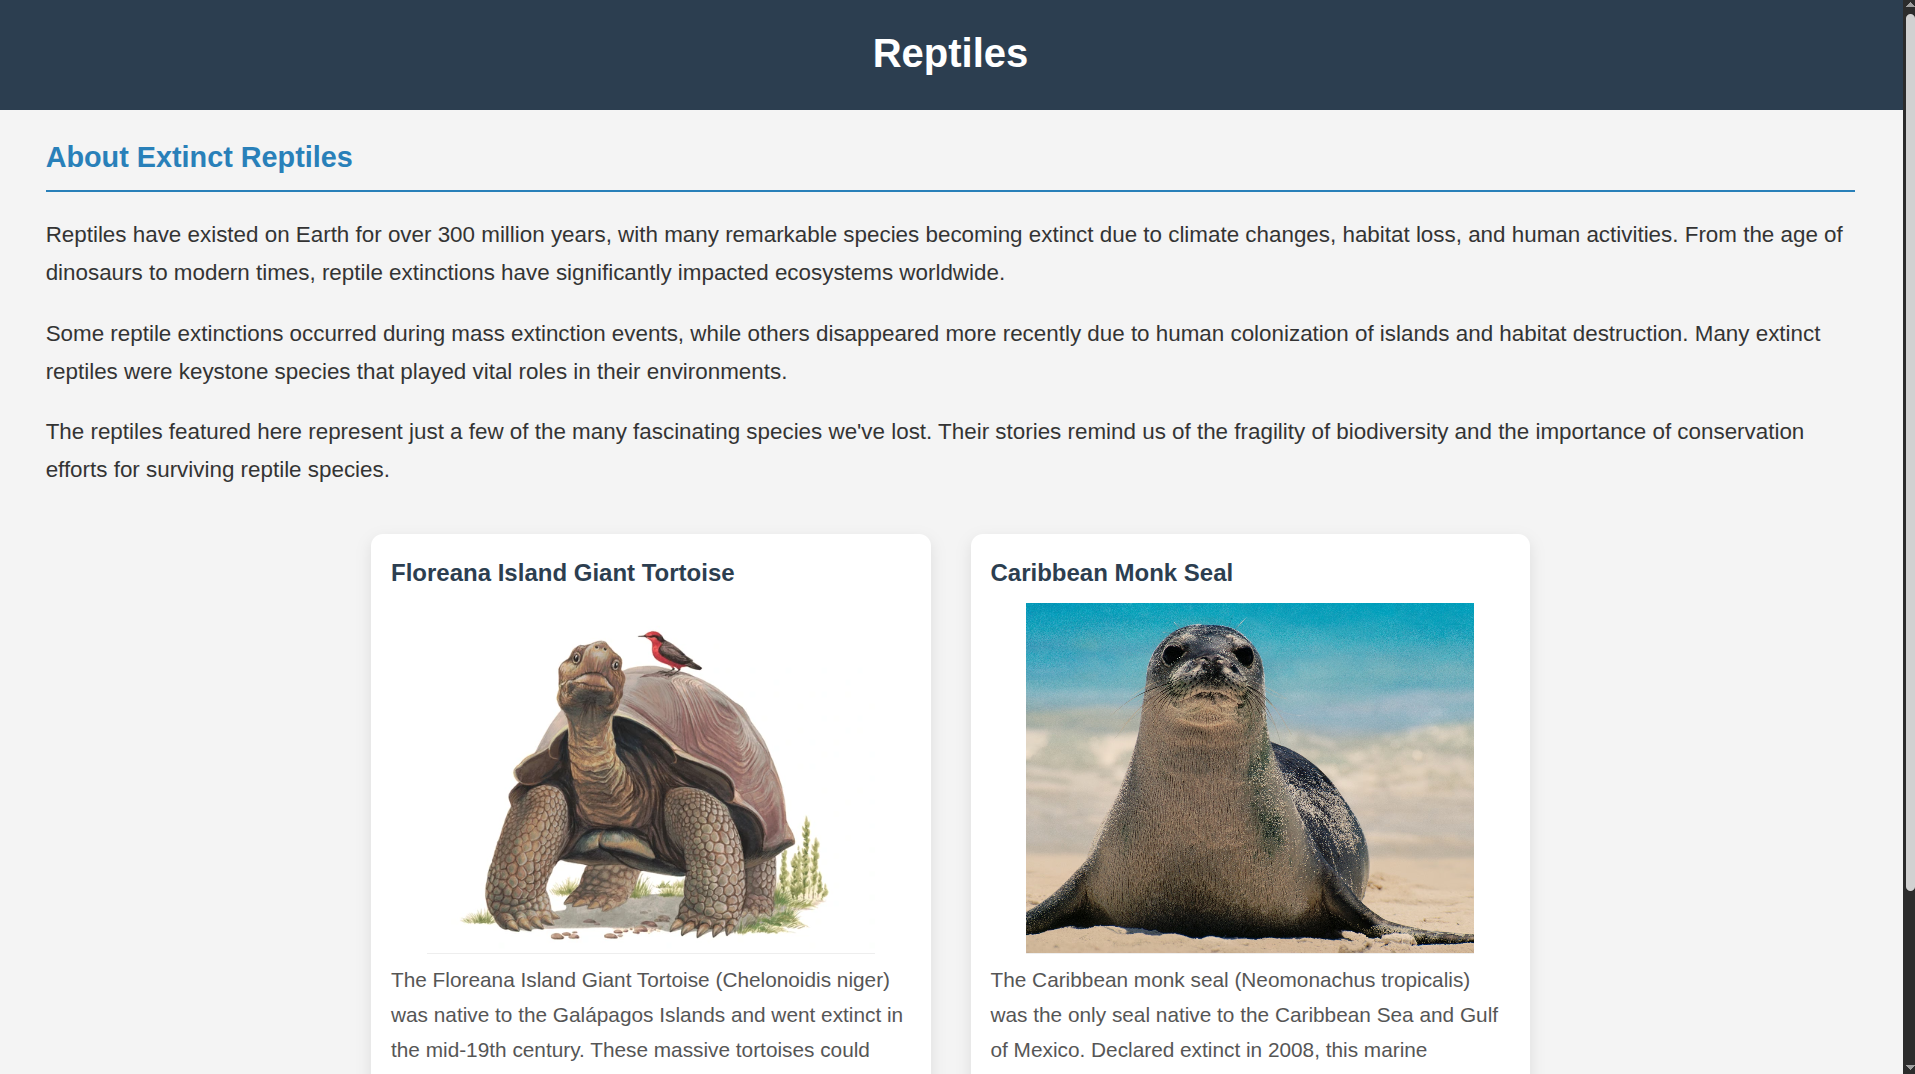 Reptiles
About Extinct Reptiles
Reptiles have existed on Earth for over 300 million years, with many remarkable species becoming extinct due to climate changes, habitat loss, and human activities. From the age of
dinosaurs to modern times, reptile extinctions have significantly impacted ecosystems worldwide.
Some reptile extinctions occurred during mass extinction events, while others disappeared more recently due to human colonization of islands and habitat destruction. Many extinct
reptiles were keystone species that played vital roles in their environments.
The reptiles featured here represent just a few of the many fascinating species we've lost. Their stories remind us of the fragility of biodiversity and the importance of conservation
efforts for surviving reptile species.
Floreana Island Giant Tortoise
The Floreana Island Giant Tortoise (Chelonoidis niger)
was native to the Galápagos Islands and went extinct in
the mid-19th century. These massive tortoises could
Caribbean Monk Seal
The Caribbean monk seal (Neomonachus tropicalis)
was the only seal native to the Caribbean Sea and Gulf
of Mexico. Declared extinct in 2008, this marine